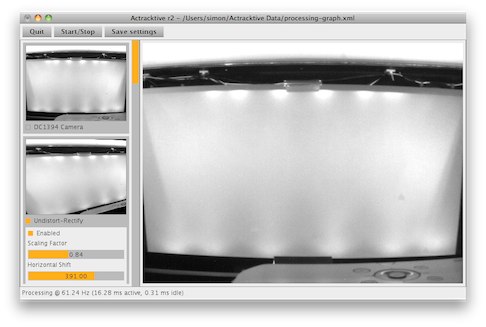 Actracktive r2 - /Users/simon/Actracktive Data/processing-graph.xml
Quit Start/Stop Save settings
DC1394 Camera
Undistort-Rectify
Enabled
Scaling Factor
0.84
Horizontal Shift
391.00
Processing @ 61.24 Hz (16.28 ms active, 0.31 ms idle)